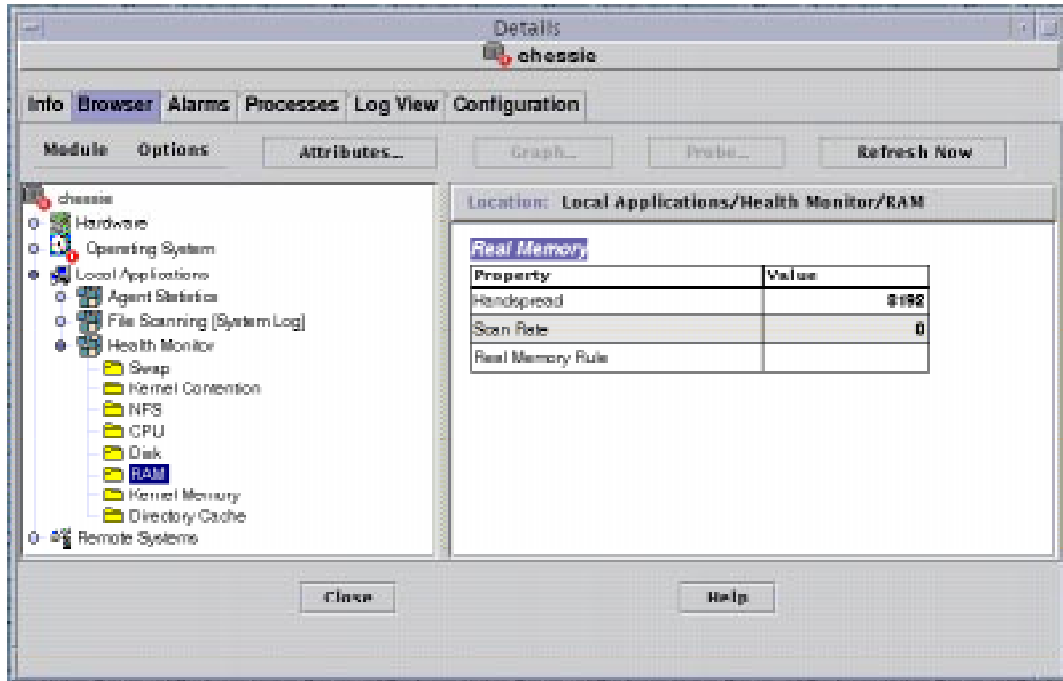 Details
chessie
Info Browser Alarms Processes Log View Configuration
Module Options Attributes... Graph... Probe... Refresh Now
chessie
Hardware
Operating System
Local Applications
Agent Statistics
File Scanning [System Log]
Health Monitor
Swap
Kernel Contention
NFS
CPU
Disk
RAM
Kernel Memory
Directory Cache
Remote Systems
Location: Local Applications/Health Monitor/RAM
Real Memory
Property Value
Handspread 8192
Scan Rate 0
Real Memory Rule
Close Help